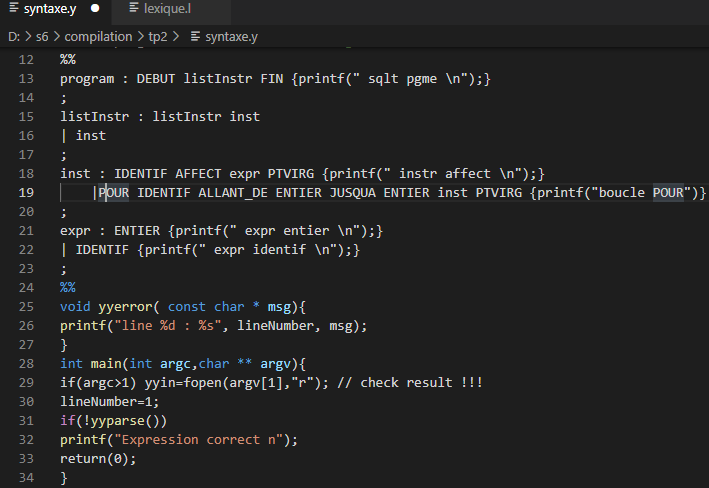 syntaxe.y ● lexique.l
D: > s6 > compilation > tp2 > syntaxe.y
12 %%
13 program : DEBUT listInstr FIN {printf(" sqlt pgme \n");}
14 ;
15 listInstr : listInstr inst
16 | inst
17 ;
18 inst : IDENTIF AFFECT expr PTVIRG {printf(" instr affect \n");}
19 |POUR IDENTIF ALLANT_DE ENTIER JUSQUA ENTIER inst PTVIRG {printf("boucle POUR")}
20 ;
21 expr : ENTIER {printf(" expr entier \n");}
22 | IDENTIF {printf(" expr identif \n");}
23 ;
24 %%
25 void yyerror( const char * msg){
26 printf("line %d : %s", lineNumber, msg);
27 }
28 int main(int argc,char ** argv){
29 if(argc>1) yyin=fopen(argv[1],"r"); // check result !!!
30 lineNumber=1;
31 if(!yyparse())
32 printf("Expression correct n");
33 return(0);
34 }